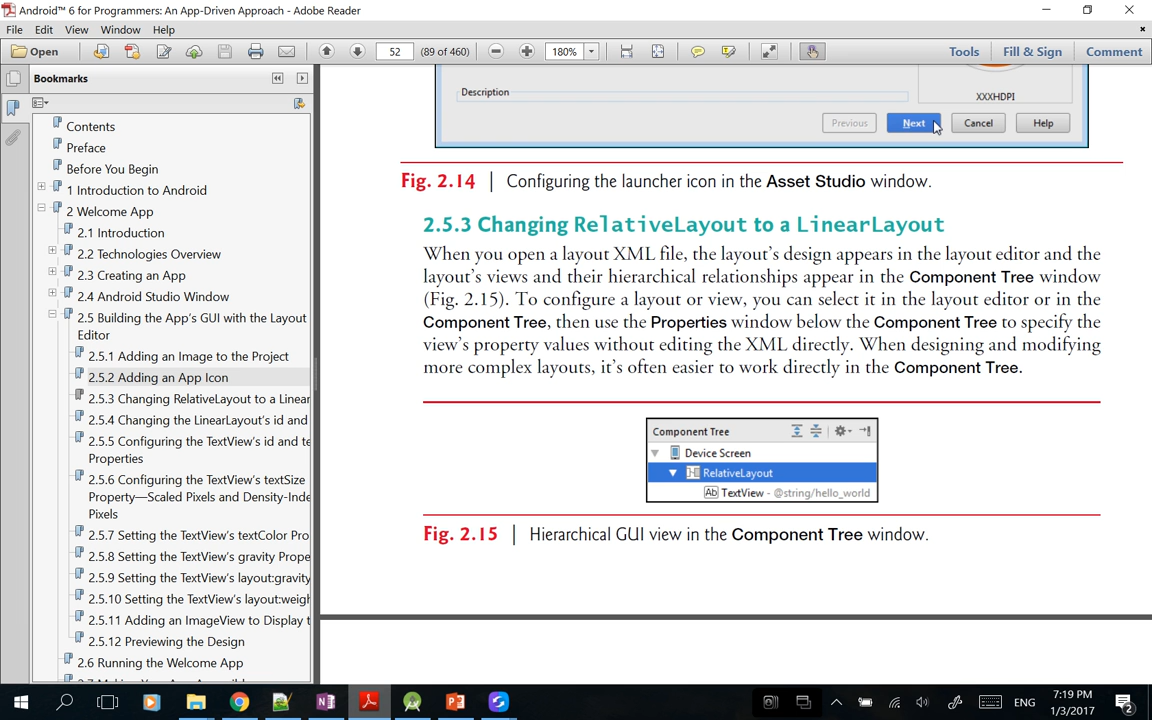 Android™ 6 for Programmers: An App-Driven Approach - Adobe Reader
File Edit View Window Help
Open 52 (89 of 460) 180% Tools Fill & Sign Comment
Bookmarks
Contents
Preface
Before You Begin
1 Introduction to Android
2 Welcome App
2.1 Introduction
2.2 Technologies Overview
2.3 Creating an App
2.4 Android Studio Window
2.5 Building the App's GUI with the Layout
Editor
2.5.1 Adding an Image to the Project
2.5.2 Adding an App Icon
2.5.3 Changing RelativeLayout to a Linear
2.5.4 Changing the LinearLayout's id and
2.5.5 Configuring the TextView's id and te
Properties
2.5.6 Configuring the TextView's textSize
Property—Scaled Pixels and Density-Inde
Pixels
2.5.7 Setting the TextView's textColor Pro
2.5.8 Setting the TextView's gravity Prope
2.5.9 Setting the TextView's layout:gravity
2.5.10 Setting the TextView's layout:weigh
2.5.11 Adding an ImageView to Display t
2.5.12 Previewing the Design
2.6 Running the Welcome App
Description
XXXHDPI
Previous Next Cancel Help
Fig. 2.14 | Configuring the launcher icon in the Asset Studio window.
2.5.3 Changing RelativeLayout to a LinearLayout
When you open a layout XML file, the layout's design appears in the layout editor and the
layout's views and their hierarchical relationships appear in the Component Tree window
(Fig. 2.15). To configure a layout or view, you can select it in the layout editor or in the
Component Tree, then use the Properties window below the Component Tree to specify the
view's property values without editing the XML directly. When designing and modifying
more complex layouts, it's often easier to work directly in the Component Tree.
Component Tree
Device Screen
RelativeLayout
Ab TextView - @string/hello_world
Fig. 2.15 | Hierarchical GUI view in the Component Tree window.
ENG
7:19 PM
1/3/2017
2